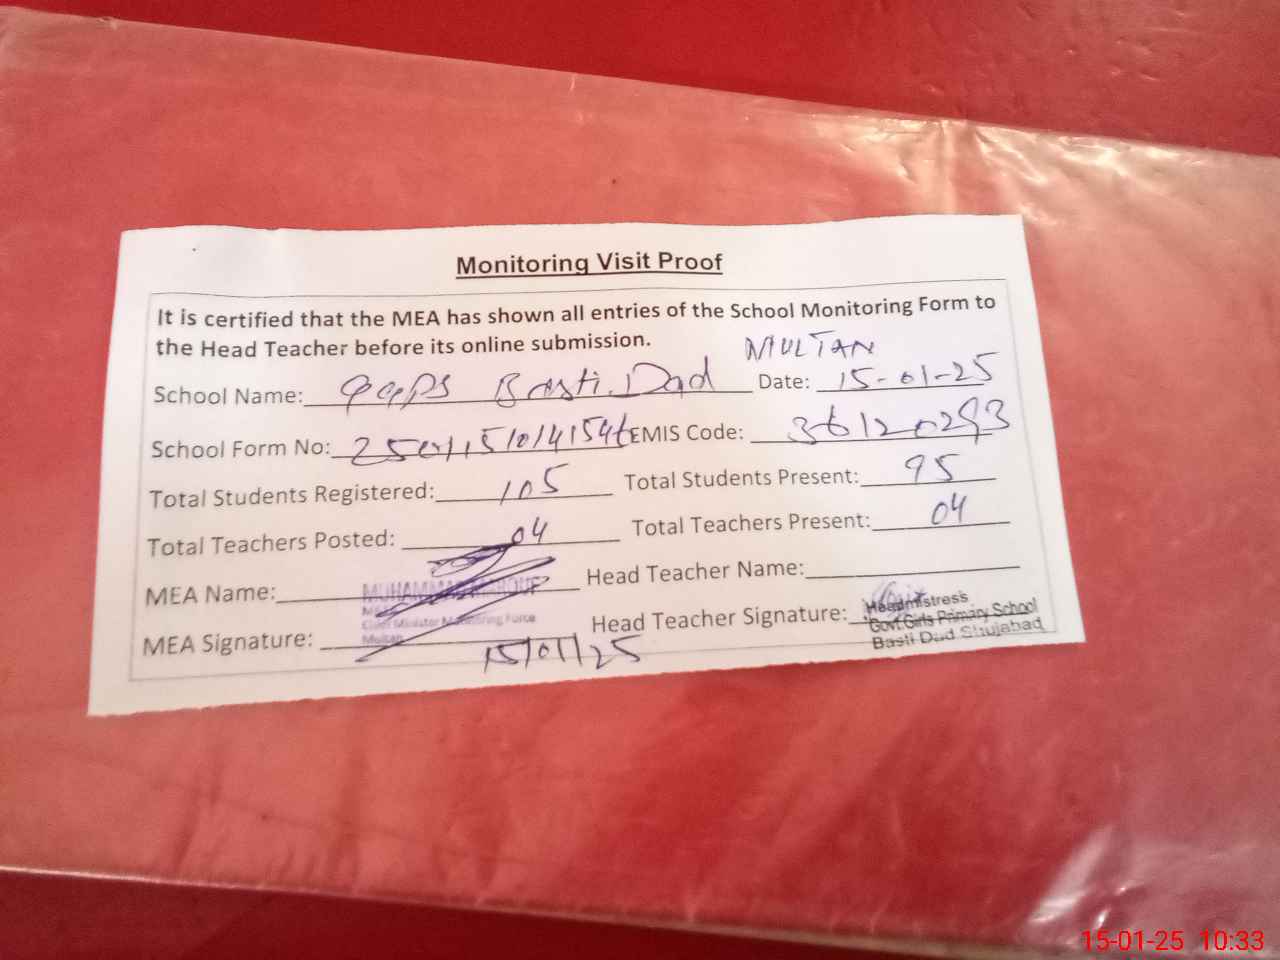 Monitoring Visit Proof
It is certified that the MEA has shown all entries of the School Monitoring Form to
the Head Teacher before its online submission.
MULTAN
School Name: GGPS Basti Dad Date: 15-01-25
School Form No: EMIS Code: 36120293
Total Students Registered: 105 Total Students Present: 95
Total Teachers Posted: 04 Total Teachers Present: 04
MEA Name: MUHAMMAD Head Teacher Name:
Chief Minister Monitoring Force
Multan
MEA Signature: Head Teacher Signature:
Headmistress
Govt.Girls Primary School
Basti Dad Shujabad
15/01/25
15-01-25 10:33